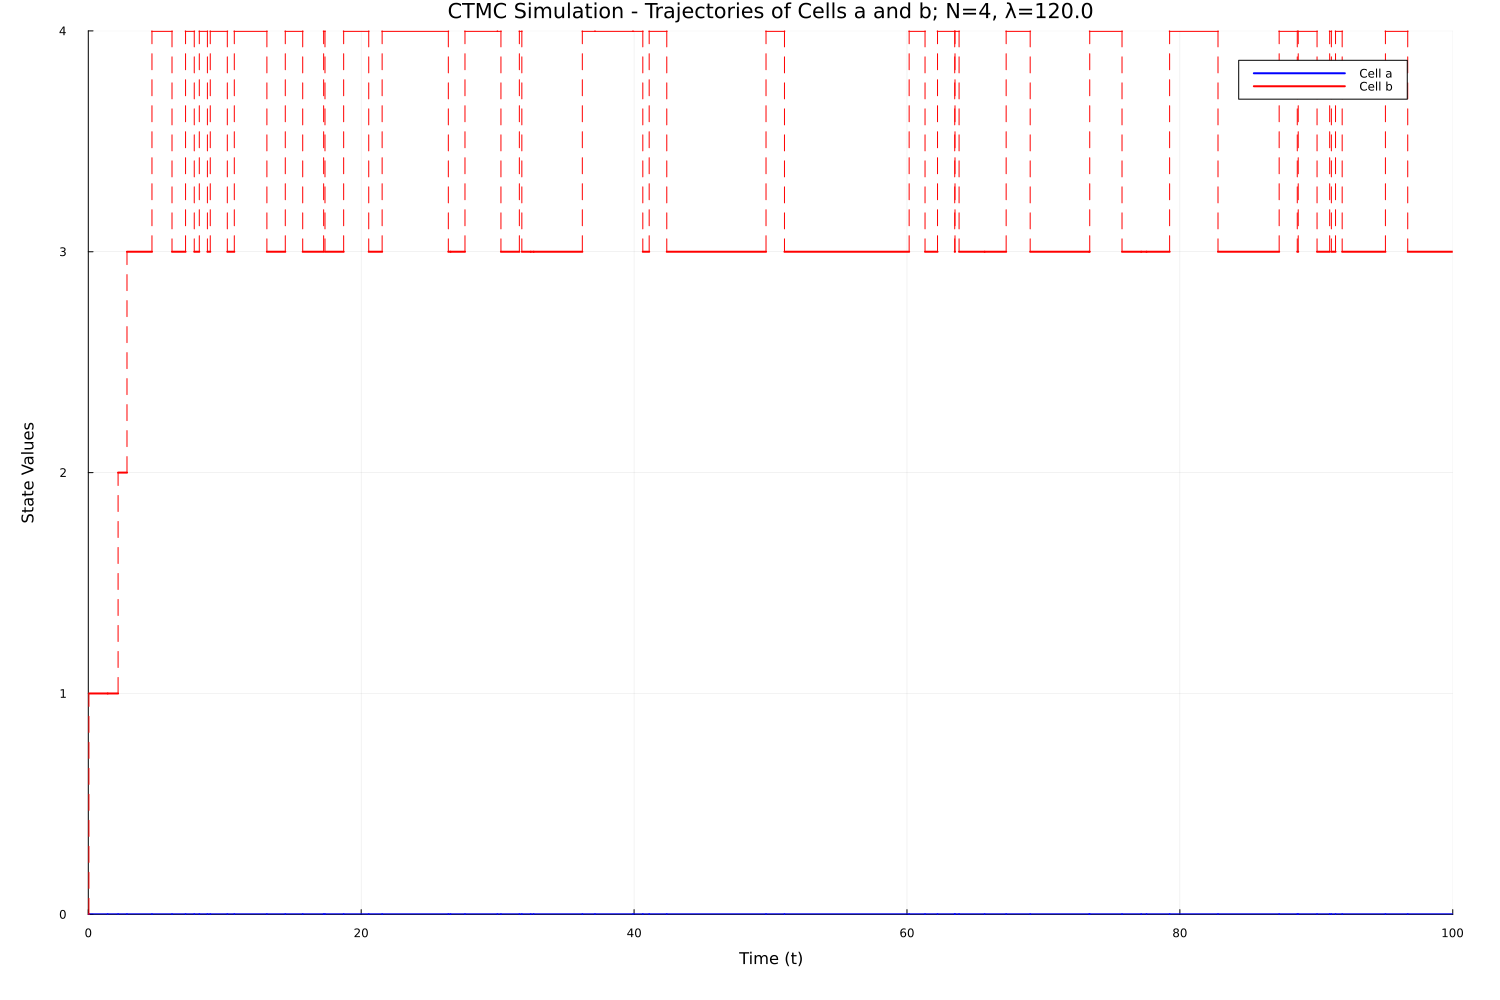 CTMC Simulation - Trajectories of Cells a and b; N=4, λ=120.0
4
Cell a
Cell b
3
State Values
2
1
0
0 20 40 60 80 100
Time (t)